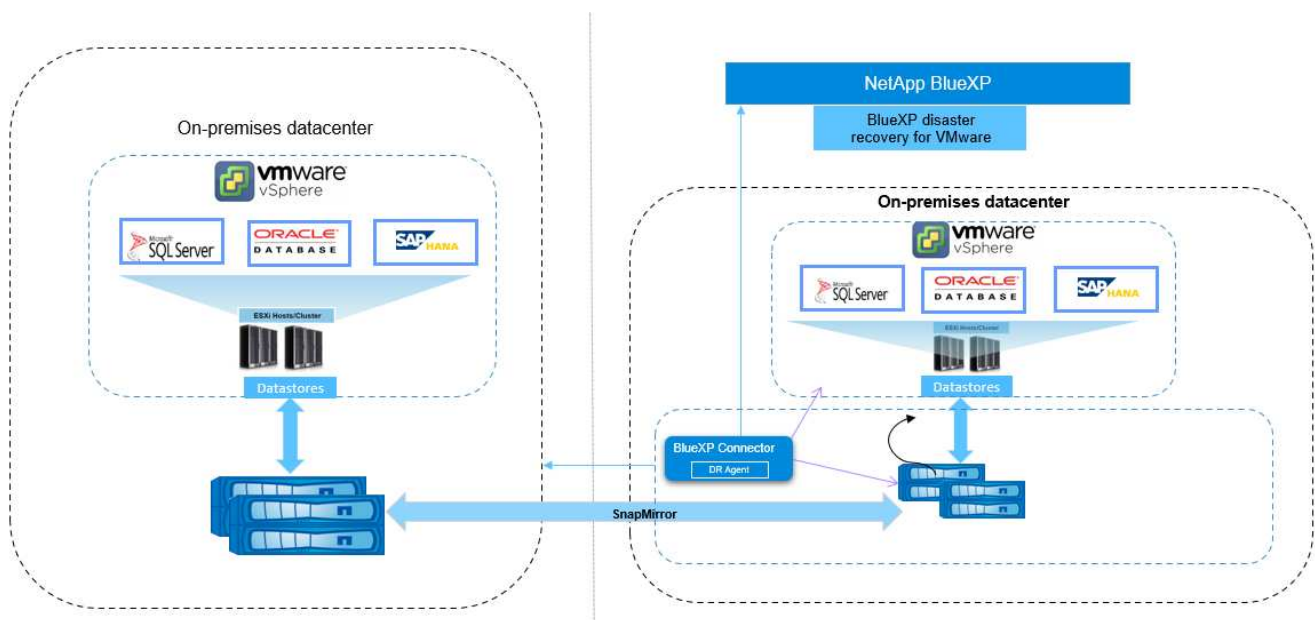 On-premises datacenter
vmware
vSphere
Microsoft
SQL Server
ORACLE
DATABASE
SAP HANA
ESXi Hosts/Cluster
Datastores
NetApp BlueXP
BlueXP disaster
recovery for VMware
On-premises datacenter
vmware
vSphere
Microsoft
SQL Server
ORACLE
DATABASE
SAP HANA
ESXi Hosts/Cluster
Datastores
BlueXP Connector
DR Agent
SnapMirror